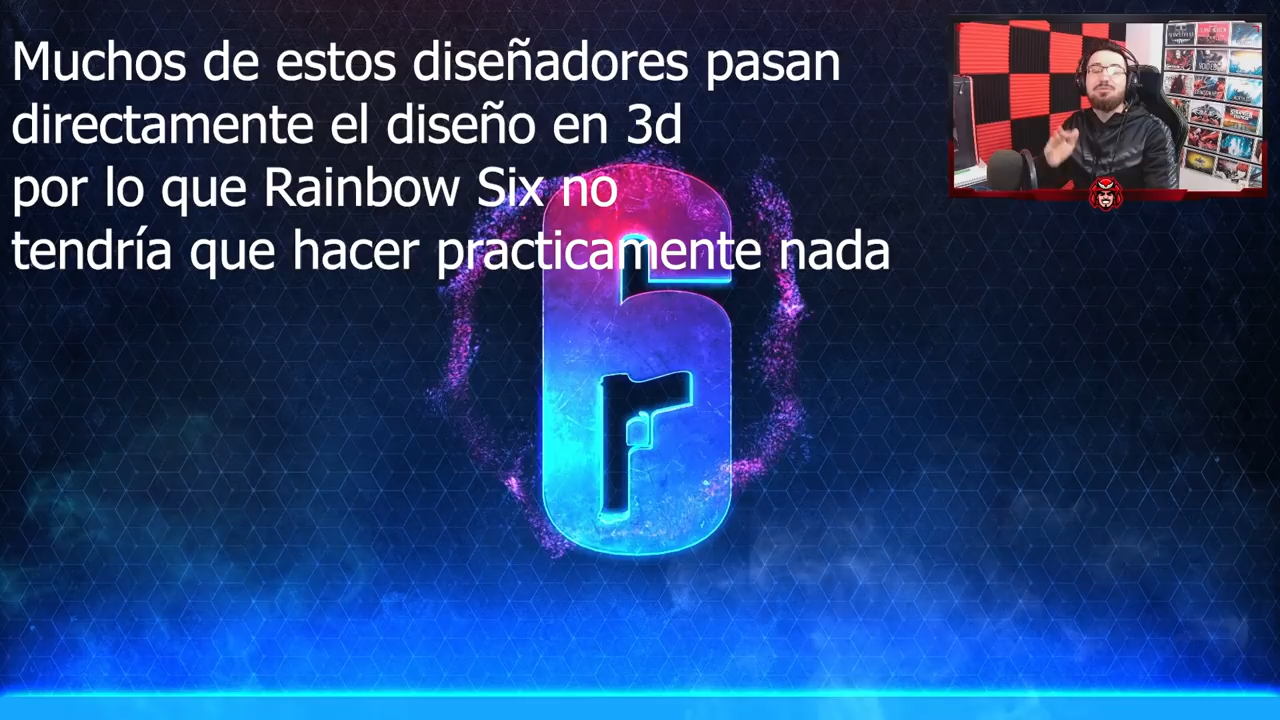 Muchos de estos diseñadores pasan
directamente el diseño en 3d
por lo que Rainbow Six no
tendría que hacer practicamente nada